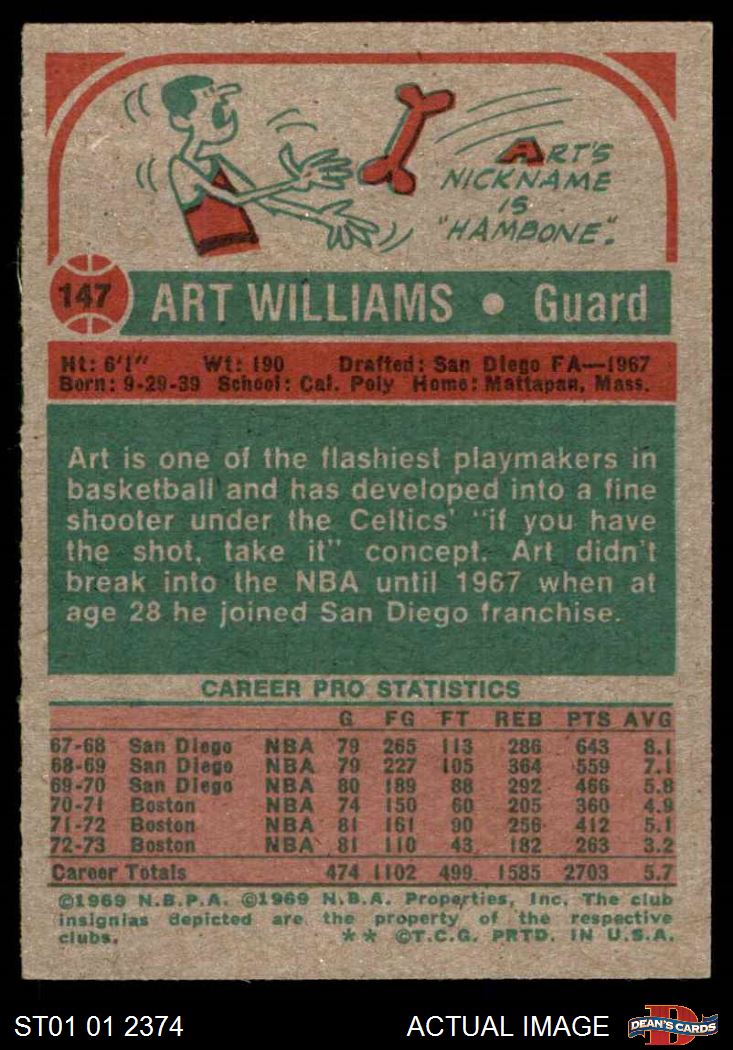 ART'S
NICKNAME
IS
"HAMBONE".
147 ART WILLIAMS • Guard
Ht: 6'1" Wt: 190 Drafted: San Diego FA—1967
Born: 9-29-39 School: Cal. Poly Home: Mattapan, Mass.
Art is one of the flashiest playmakers in
basketball and has developed into a fine
shooter under the Celtics' "if you have
the shot, take it" concept. Art didn't
break into the NBA until 1967 when at
age 28 he joined San Diego franchise.
CAREER PRO STATISTICS
G FG FT REB PTS AVG
67-68 San Diego NBA 79 265 113 286 643 8.1
68-69 San Diego NBA 79 227 105 364 559 7.1
69-70 San Diego NBA 80 189 88 292 466 5.8
70-71 Boston NBA 74 150 60 205 360 4.9
71-72 Boston NBA 81 161 90 256 412 5.1
72-73 Boston NBA 81 110 43 182 263 3.2
Career Totals 474 1102 499 1585 2703 5.7
©1969 N.B.P.A. ©1969 N.B.A. Properties, Inc. The club
insignias depicted are the property of the respective
clubs. ** ©T.C.G. PRTD. IN U.S.A.
ST01 01 2374 ACTUAL IMAGE D DEAN'S CARDS